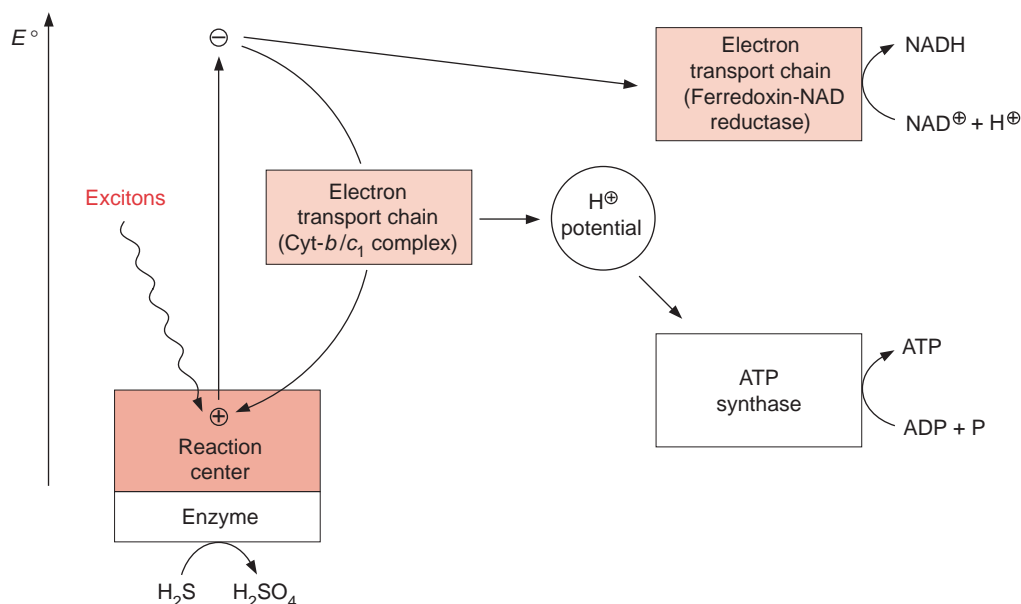 E°
⊖
Electron
transport chain
(Ferredoxin-NAD
reductase)
NADH
NAD⊕ + H⊕
Excitons
Electron
transport chain
(Cyt-b/c₁ complex)
H⊕
potential
ATP
synthase
ATP
ADP + P
⊕
Reaction
center
Enzyme
H₂S
H₂SO₄